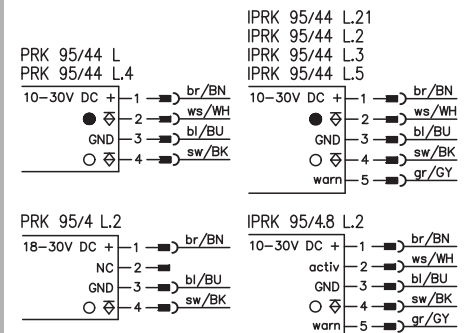 PRK 95/44 L
PRK 95/44 L.4
10-30V DC + 1 br/BN
2 ws/WH
GND 3 bl/BU
4 sw/BK
IPRK 95/44 L.21
IPRK 95/44 L.2
IPRK 95/44 L.3
IPRK 95/44 L.5
10-30V DC + 1 br/BN
2 ws/WH
GND 3 bl/BU
4 sw/BK
warn 5 gr/GY
PRK 95/4 L.2
18-30V DC + 1 br/BN
NC 2
GND 3 bl/BU
4 sw/BK
IPRK 95/4.8 L.2
10-30V DC + 1 br/BN
activ 2 ws/WH
GND 3 bl/BU
4 sw/BK
warn 5 gr/GY